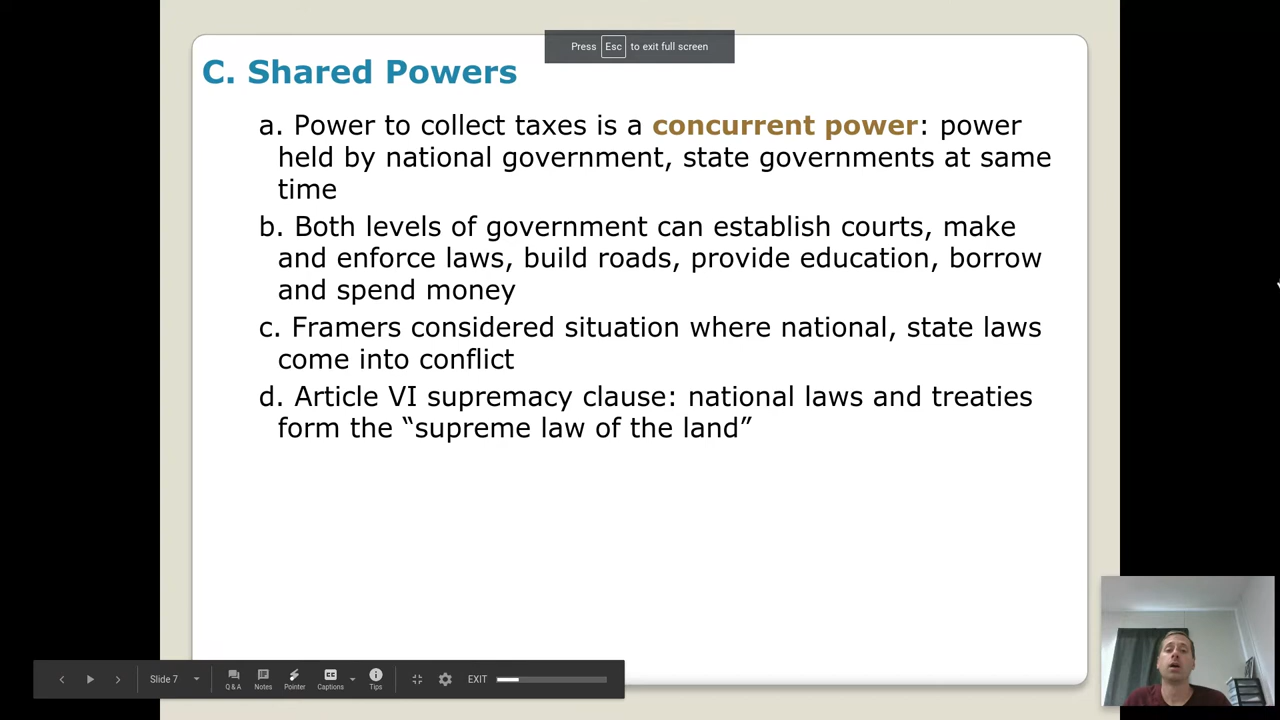 Press Esc to exit full screen
C. Shared Powers
a. Power to collect taxes is a concurrent power: power
held by national government, state governments at same
time
b. Both levels of government can establish courts, make
and enforce laws, build roads, provide education, borrow
and spend money
c. Framers considered situation where national, state laws
come into conflict
d. Article VI supremacy clause: national laws and treaties
form the “supreme law of the land”
Slide 7
Q & A
Notes
Pointer
Captions
Tips
EXIT